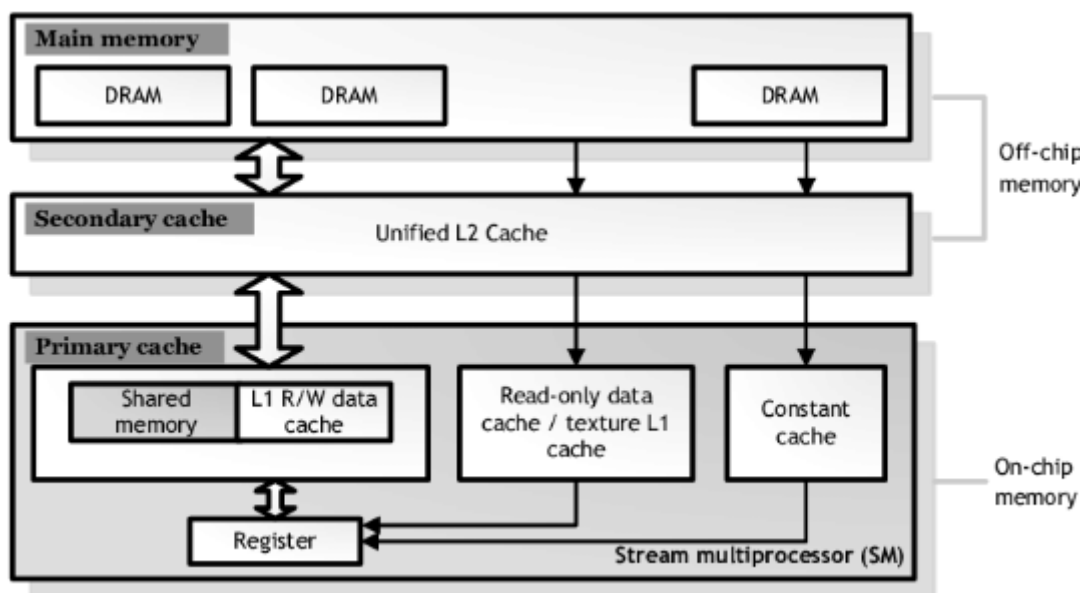 Main memory
DRAM
DRAM
DRAM
Off-chip
memory
Secondary cache
Unified L2 Cache
Primary cache
Shared
memory
L1 R/W data
cache
Read-only data
cache / texture L1
cache
Constant
cache
On-chip
memory
Register
Stream multiprocessor (SM)